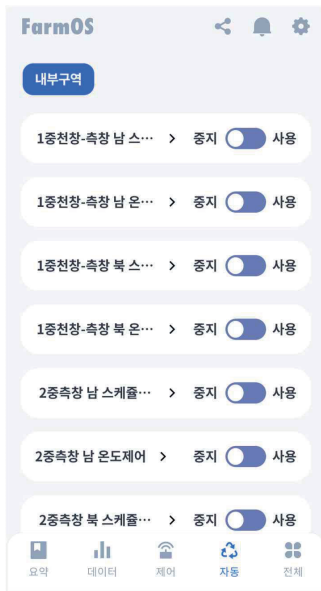 FarmOS
내부구역
1중천창-측창 남 스… > 중지 사용
1중천창-측창 남 온… > 중지 사용
1중천창-측창 북 스… > 중지 사용
1중천창-측창 북 온… > 중지 사용
2중측창 남 스케쥴… > 중지 사용
2중측창 남 온도제어 > 중지 사용
2중측창 북 스케쥴… > 중지 사용
요약 데이터 제어 자동 전체